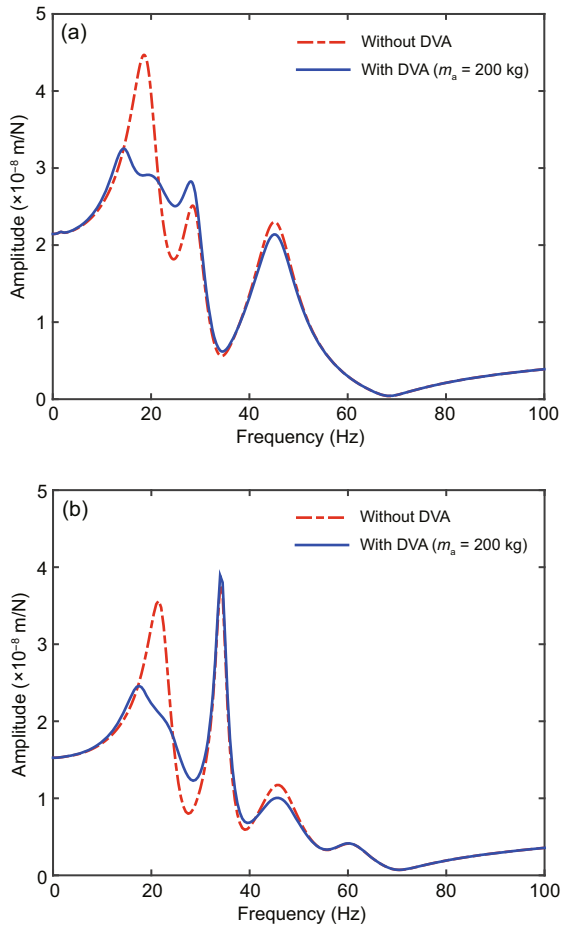 (a)
Without DVA
With DVA (mₐ = 200 kg)
Amplitude (×10⁻⁸ m/N)
5
4
3
2
1
0
0 20 40 60 80 100
Frequency (Hz)
(b)
Without DVA
With DVA (mₐ = 200 kg)
Amplitude (×10⁻⁸ m/N)
5
4
3
2
1
0
0 20 40 60 80 100
Frequency (Hz)